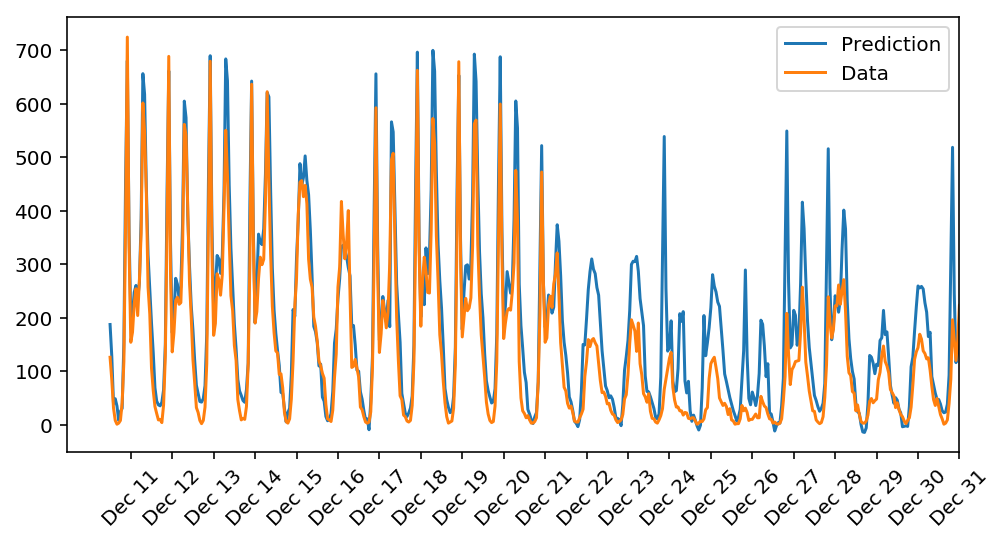 700
600
500
400
300
200
100
0
Prediction
Data
Dec 11
Dec 12
Dec 13
Dec 14
Dec 15
Dec 16
Dec 17
Dec 18
Dec 19
Dec 20
Dec 21
Dec 22
Dec 23
Dec 24
Dec 25
Dec 26
Dec 27
Dec 28
Dec 29
Dec 30
Dec 31